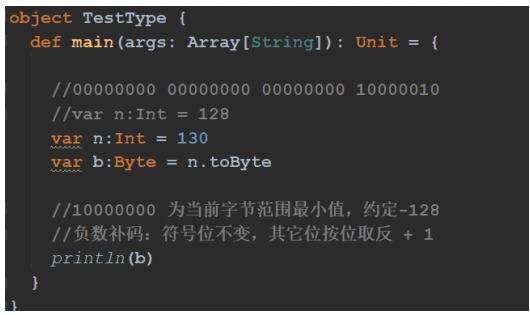 object TestType {
def main(args: Array[String]): Unit = {
//00000000 00000000 00000000 10000010
//var n:Int = 128
var n:Int = 130
var b:Byte = n.toByte
//10000000 为当前字节范围最小值，约定-128
//负数补码：符号位不变，其它位按位取反 + 1
println(b)
}
}